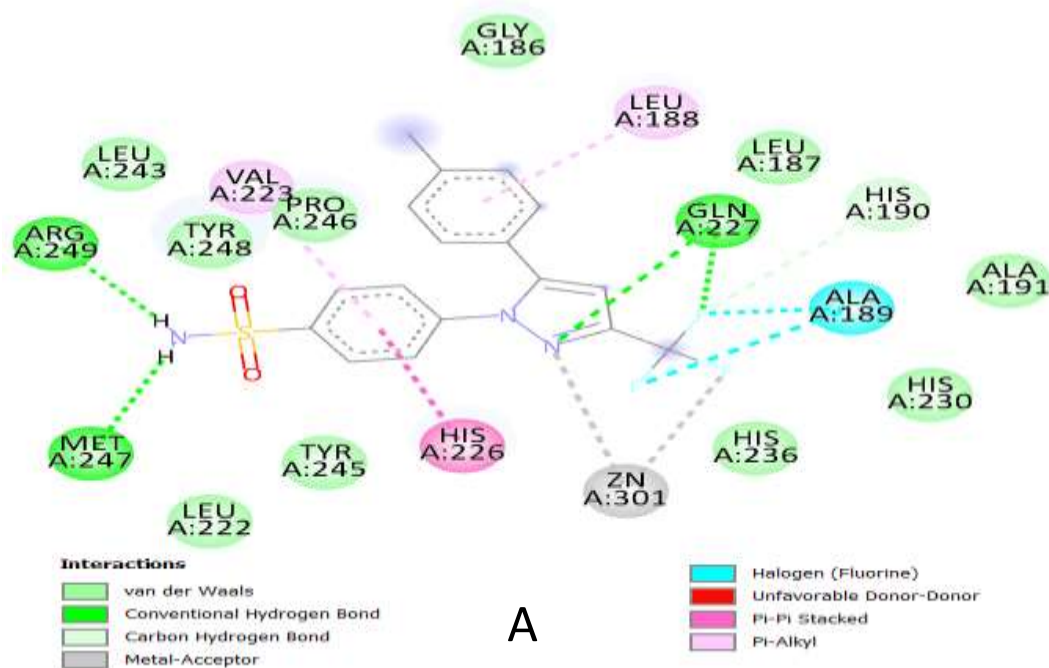 GLY
A:186
LEU
A:188
LEU
A:243
VAL
A:223
LEU
A:187
PRO
A:246
HIS
A:190
ARG
A:249
TYR
A:248
GLN
A:227
ALA
A:191
ALA
A:189
H
N
H
S
O
O
N
N
HIS
A:230
MET
A:247
TYR
A:245
HIS
A:226
HIS
A:236
ZN
A:301
LEU
A:222
Interactions
van der Waals
Conventional Hydrogen Bond
Carbon Hydrogen Bond
Metal-Acceptor
A
Halogen (Fluorine)
Unfavorable Donor-Donor
Pi-Pi Stacked
Pi-Alkyl